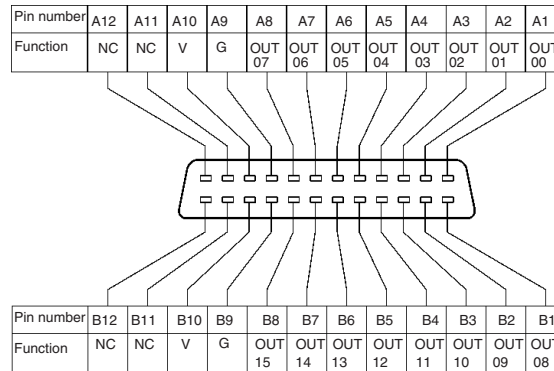 Pin number A12 A11 A10 A9 A8 A7 A6 A5 A4 A3 A2 A1
Function NC NC V G OUT 07 OUT 06 OUT 05 OUT 04 OUT 03 OUT 02 OUT 01 OUT 00
Pin number B12 B11 B10 B9 B8 B7 B6 B5 B4 B3 B2 B1
Function NC NC V G OUT 15 OUT 14 OUT 13 OUT 12 OUT 11 OUT 10 OUT 09 OUT 08